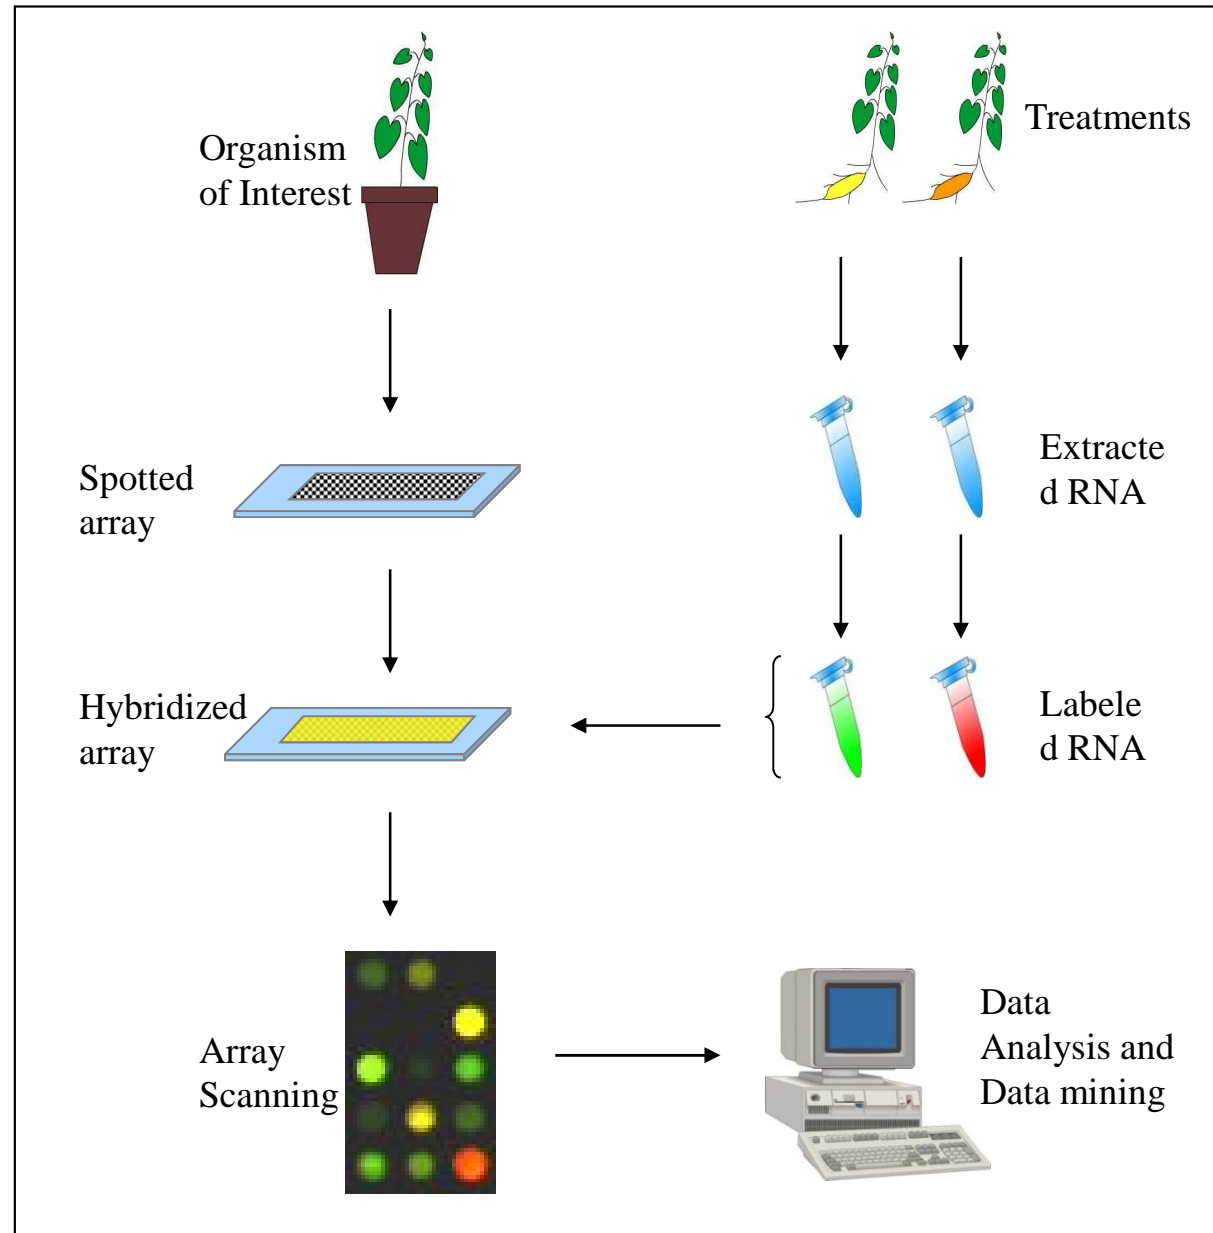 Organism
of Interest
Treatments
Spotted
array
Extracte
d RNA
Hybridized
array
Labele
d RNA
Array
Scanning
Data
Analysis and
Data mining